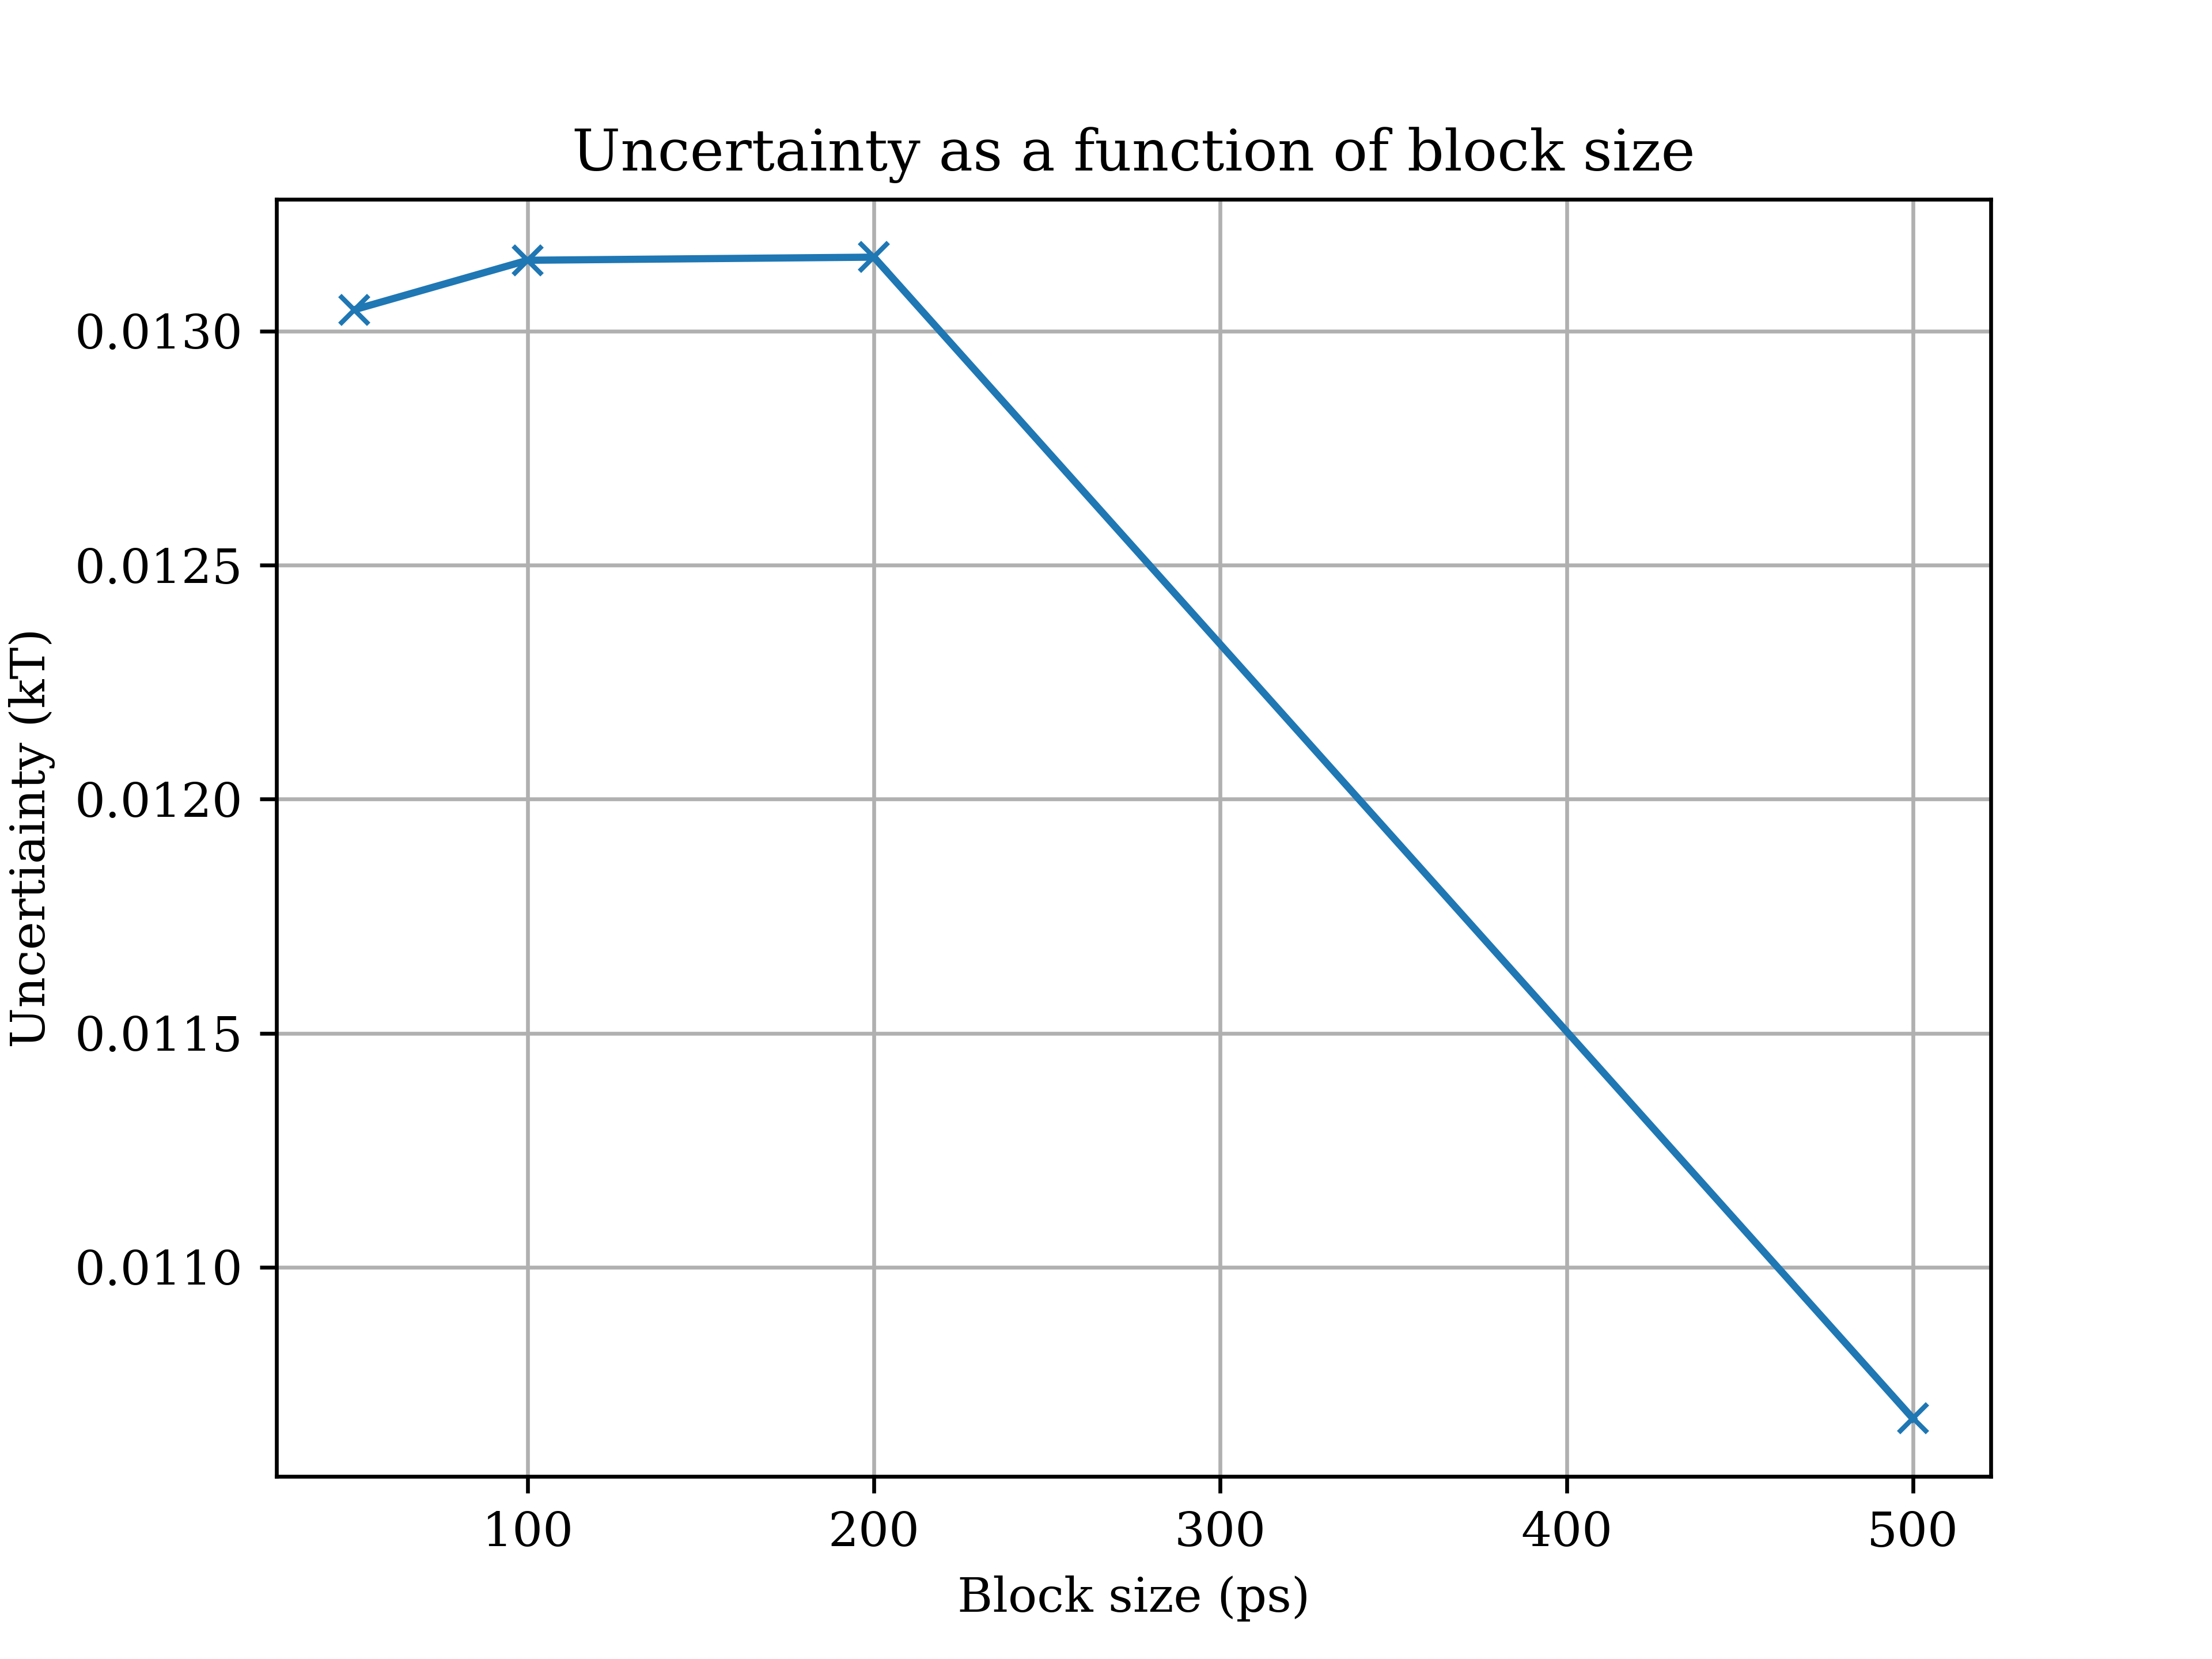 Uncertainty as a function of block size
0.0130
0.0125
0.0120
0.0115
0.0110
Uncertiainty (kT)
100 200 300 400 500
Block size (ps)